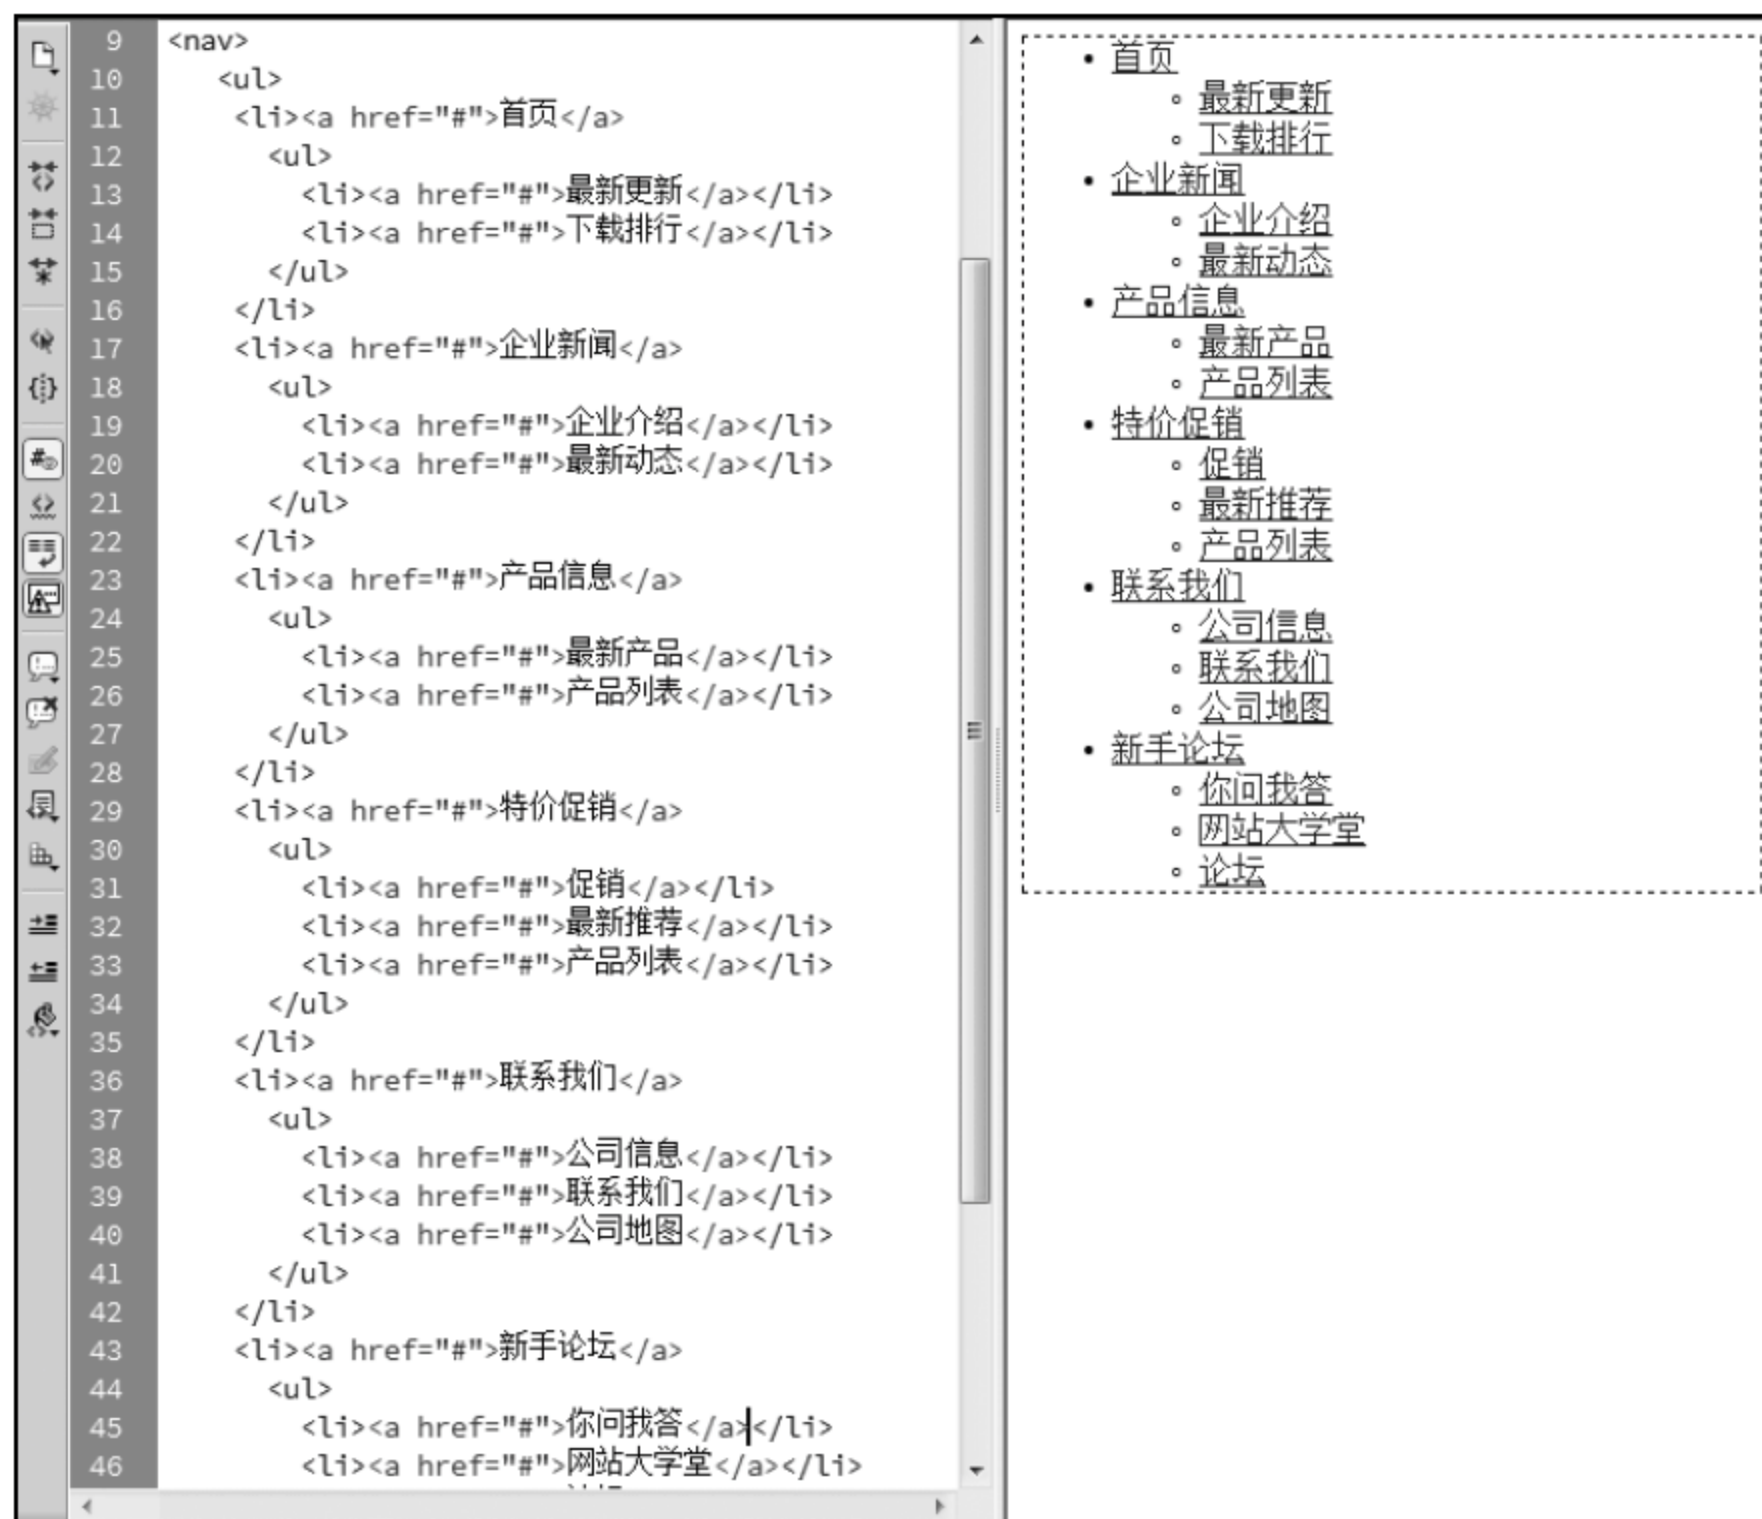 9 <nav>
10 <ul>
11 <li><a href="#">首页</a>
12 <ul>
13 <li><a href="#">最新更新</a></li>
14 <li><a href="#">下载排行</a></li>
15 </ul>
16 </li>
17 <li><a href="#">企业新闻</a>
18 <ul>
19 <li><a href="#">企业介绍</a></li>
20 <li><a href="#">最新动态</a></li>
21 </ul>
22 </li>
23 <li><a href="#">产品信息</a>
24 <ul>
25 <li><a href="#">最新产品</a></li>
26 <li><a href="#">产品列表</a></li>
27 </ul>
28 </li>
29 <li><a href="#">特价促销</a>
30 <ul>
31 <li><a href="#">促销</a></li>
32 <li><a href="#">最新推荐</a></li>
33 <li><a href="#">产品列表</a></li>
34 </ul>
35 </li>
36 <li><a href="#">联系我们</a>
37 <ul>
38 <li><a href="#">公司信息</a></li>
39 <li><a href="#">联系我们</a></li>
40 <li><a href="#">公司地图</a></li>
41 </ul>
42 </li>
43 <li><a href="#">新手论坛</a>
44 <ul>
45 <li><a href="#">你问我答</a></li>
46 <li><a href="#">网站大学堂</a></li>
• 首页
◦ 最新更新
◦ 下载排行
• 企业新闻
◦ 企业介绍
◦ 最新动态
• 产品信息
◦ 最新产品
◦ 产品列表
• 特价促销
◦ 促销
◦ 最新推荐
◦ 产品列表
• 联系我们
◦ 公司信息
◦ 联系我们
◦ 公司地图
• 新手论坛
◦ 你问我答
◦ 网站大学堂
◦ 论坛